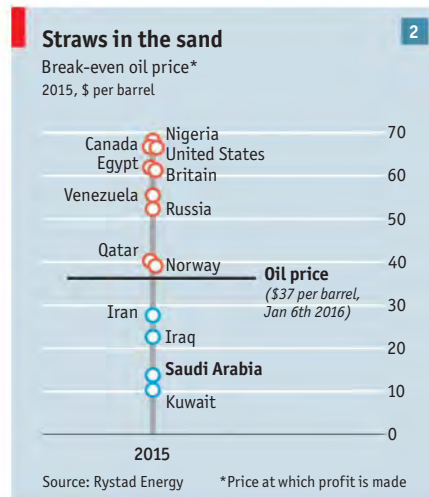 Straws in the sand
2
Break-even oil price*
2015, $ per barrel
70
Nigeria
Canada
United States
Egypt
60
Britain
Venezuela
50
Russia
Qatar
40
Norway
Oil price
($37 per barrel,
Jan 6th 2016)
Iran
30
Iraq
20
Saudi Arabia
10
Kuwait
0
2015
Source: Rystad Energy
*Price at which profit is made